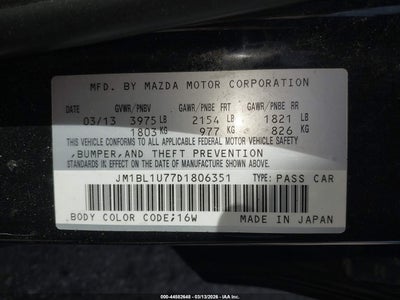 MFD. BY MAZDA MOTOR CORPORATION
GVWR/PNBV GAWR/PNBE FRT GAWR/PNBE RR
03/13 3975 LB 2154 LB 1821 LB
1803 KG 977 KG 826 KG
THIS VEHICLE CONFORMS TO ALL APPLICABLE
FEDERAL MOTOR VEHICLE SAFETY
, BUMPER, AND THEFT PREVENTION
STANDARDS IN EFFECT ON THE DATE OF MANUFACTURE SHOWN ABOVE.
JM1BL1U77D1806351 TYPE: PASS CAR
BODY COLOR CODE: 16W MADE IN JAPAN
IAA 000-44582648 - 03/13/2026 - IAAI.COM